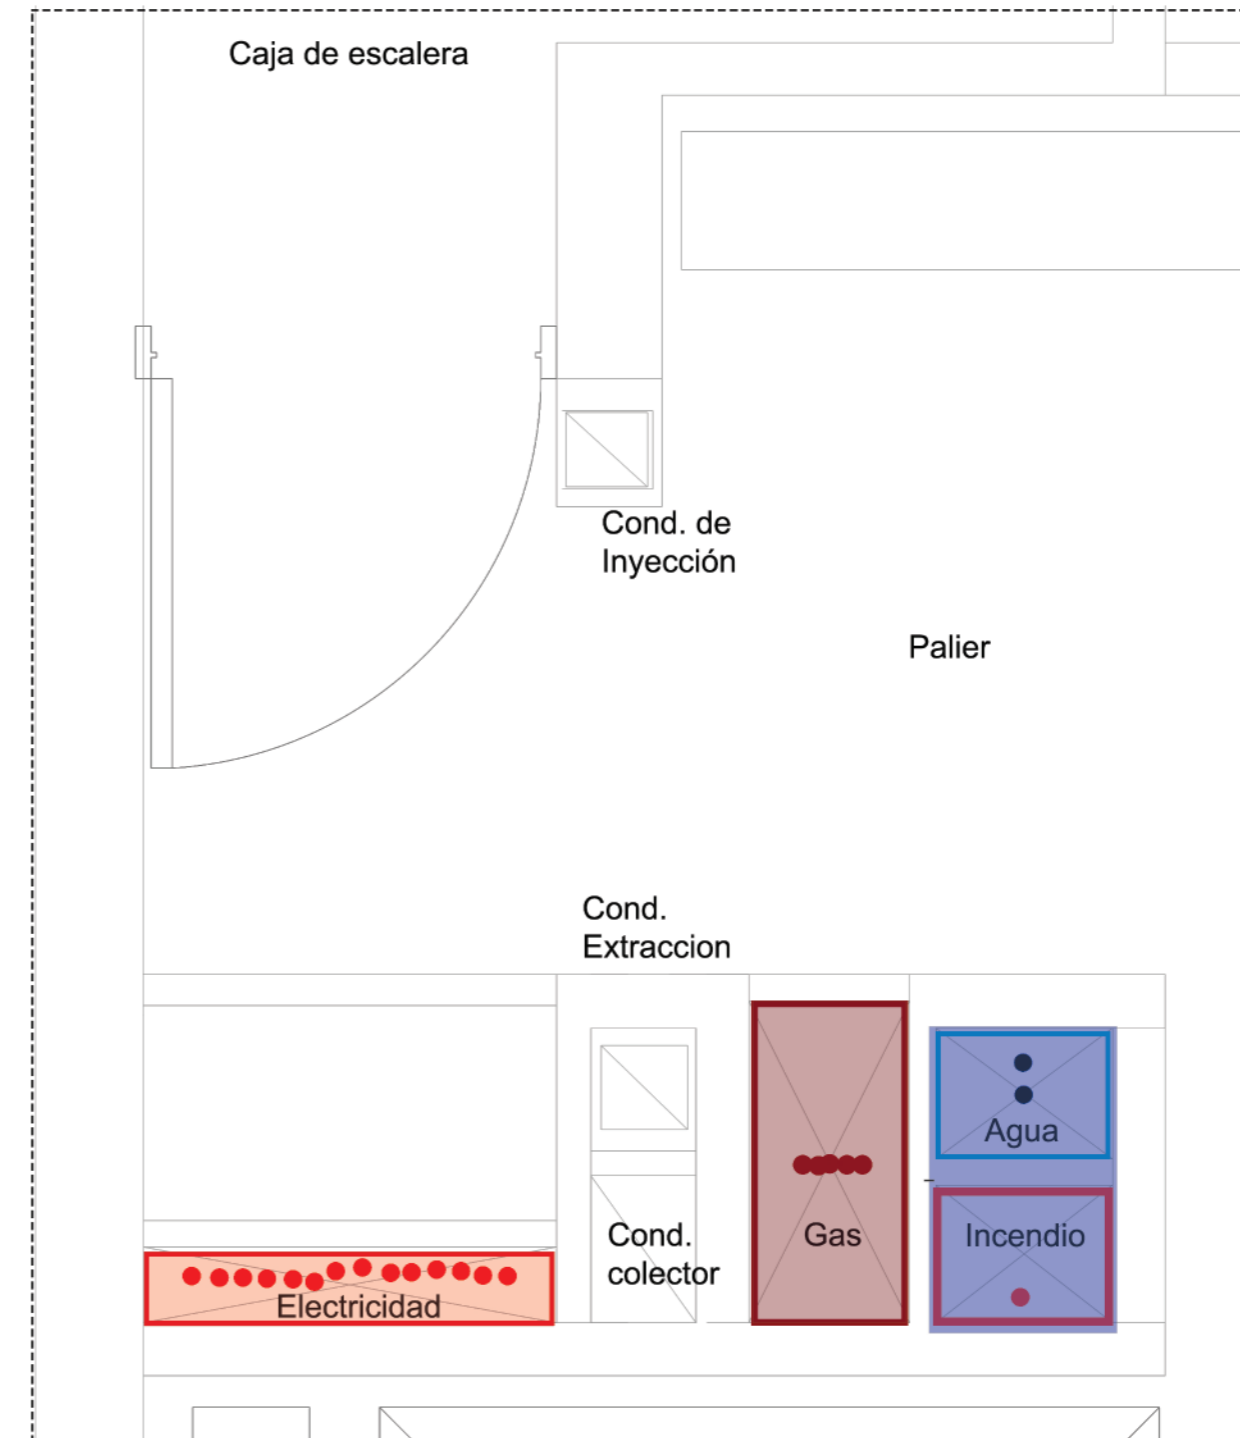 Caja de escalera
Cond. de
Inyección
Palier
Cond.
Extraccion
Agua
Cond.
colector
Gas
Incendio
Electricidad